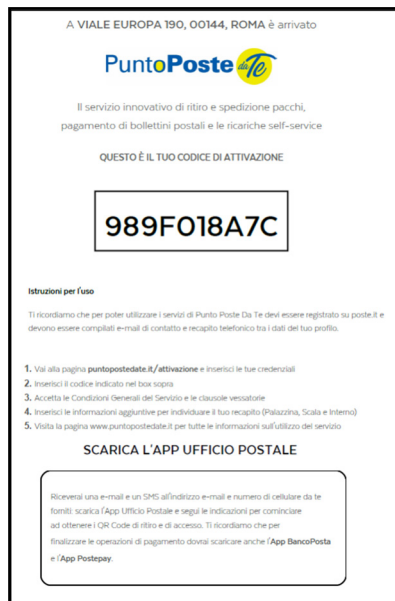 A VIALE EUROPA 190, 00144, ROMA è arrivato
PuntoPoste da Te
Il servizio innovativo di ritiro e spedizione pacchi,
pagamento di bollettini postali e le ricariche self-service
QUESTO È IL TUO CODICE DI ATTIVAZIONE
989F018A7C
Istruzioni per l'uso
Ti ricordiamo che per poter utilizzare i servizi di Punto Poste Da Te devi essere registrato su poste.it e
devono essere compilati e-mail di contatto e recapito telefonico tra i dati del tuo profilo.
1. Vai alla pagina puntopostedate.it/attivazione e inserisci le tue credenziali
2. Inserisci il codice indicato nel box sopra
3. Accetta le Condizioni Generali del Servizio e le clausole vessatorie
4. Inserisci le informazioni aggiuntive per individuare il tuo recapito (Palazzina, Scala e Interno)
5. Visita la pagina www.puntopostedate.it per tutte le informazioni sull'utilizzo del servizio
SCARICA L'APP UFFICIO POSTALE
Riceverai una e-mail e un SMS all'indirizzo e-mail e numero di cellulare da te
forniti: scarica l'App Ufficio Postale e segui le indicazioni per cominciare
ad ottenere i QR Code di ritiro e di accesso. Ti ricordiamo che per
finalizzare le operazioni di pagamento dovrai scaricare anche l'App BancoPosta
e l'App Postepay.